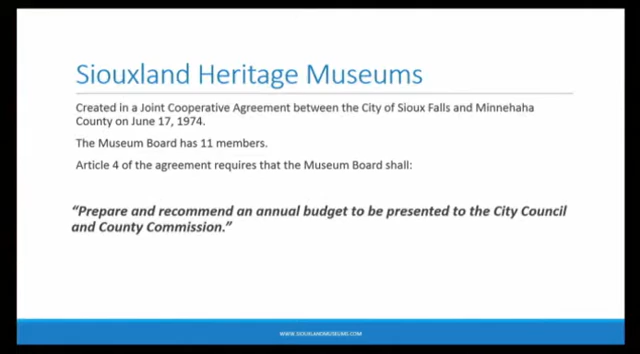 Siouxland Heritage Museums
Created in a Joint Cooperative Agreement between the City of Sioux Falls and Minnehaha
County on June 17, 1974.
The Museum Board has 11 members.
Article 4 of the agreement requires that the Museum Board shall:
“Prepare and recommend an annual budget to be presented to the City Council
and County Commission.”
WWW.SIOUXLANDMUSEUMS.COM